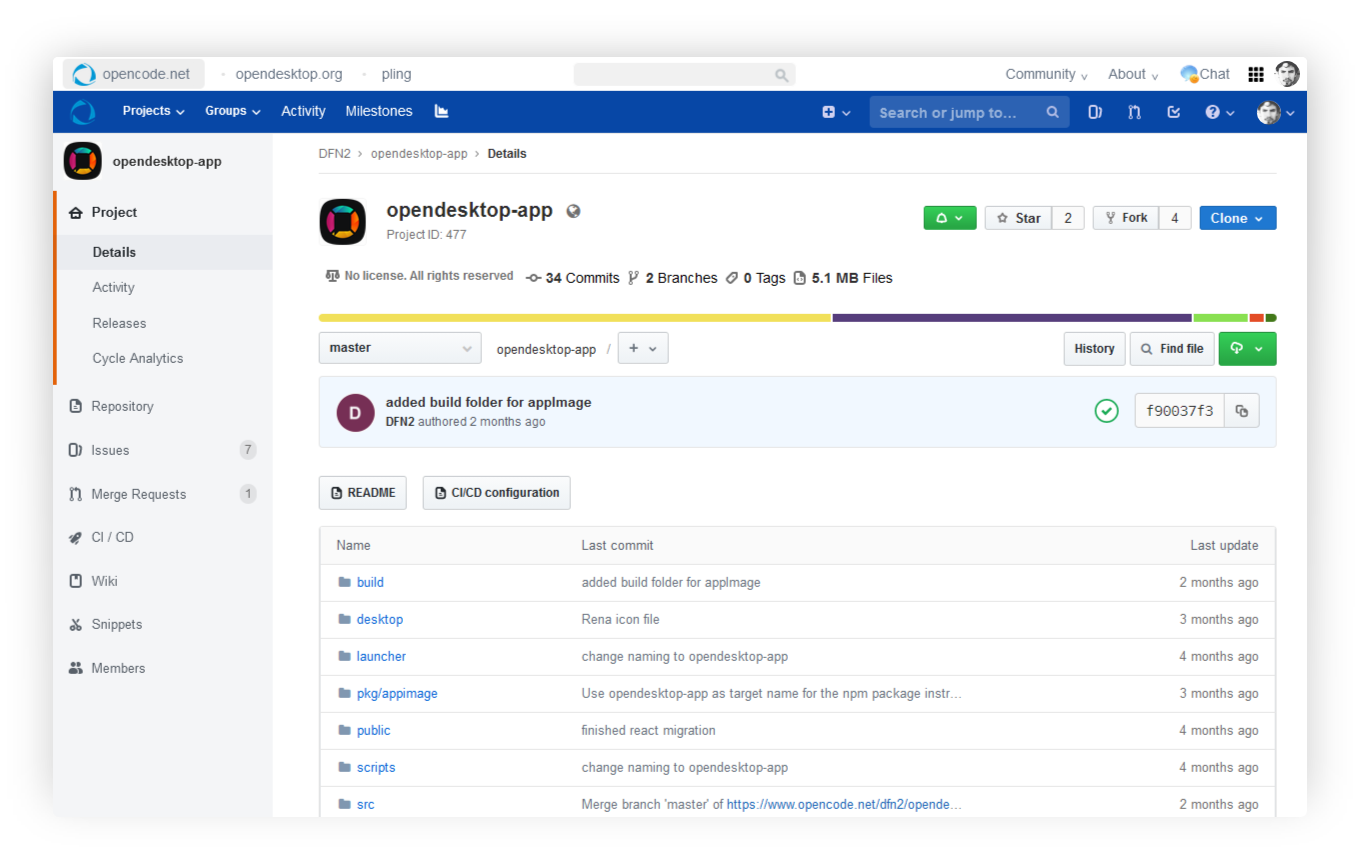 opencode.net opendesktop.org pling Community About Chat
Projects Groups Activity Milestones Search or jump to...
opendesktop-app
Project
Details
Activity
Releases
Cycle Analytics
Repository
Issues 7
Merge Requests 1
CI / CD
Wiki
Snippets
Members
DFN2 > opendesktop-app > Details
opendesktop-app
Project ID: 477
Star 2 Fork 4 Clone
No license. All rights reserved 34 Commits 2 Branches 0 Tags 5.1 MB Files
master opendesktop-app / + History Find file
D
added build folder for appImage
DFN2 authored 2 months ago
f90037f3
README CI/CD configuration
Name Last commit Last update
build added build folder for appImage 2 months ago
desktop Rena icon file 3 months ago
launcher change naming to opendesktop-app 4 months ago
pkg/appimage Use opendesktop-app as target name for the npm package instr… 3 months ago
public finished react migration 4 months ago
scripts change naming to opendesktop-app 4 months ago
src Merge branch 'master' of https://www.opencode.net/dfn2/opende… 2 months ago